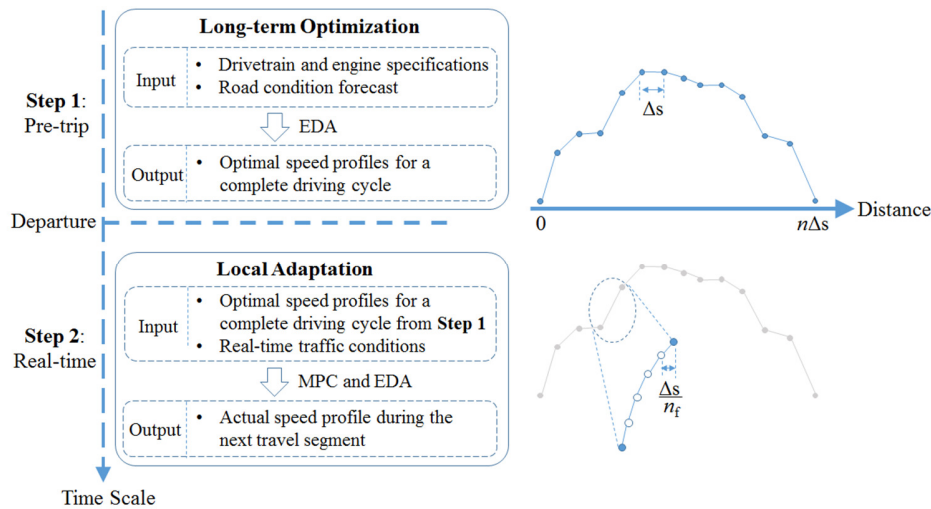 Long-term Optimization
Input
• Drivetrain and engine specifications
• Road condition forecast
Step 1:
Pre-trip
EDA
Output
• Optimal speed profiles for a
complete driving cycle
Δs
Departure
0
nΔs
Distance
Local Adaptation
Input
• Optimal speed profiles for a
complete driving cycle from Step 1
• Real-time traffic conditions
Step 2:
Real-time
MPC and EDA
Output
• Actual speed profile during the
next travel segment
Δs
nf
Time Scale